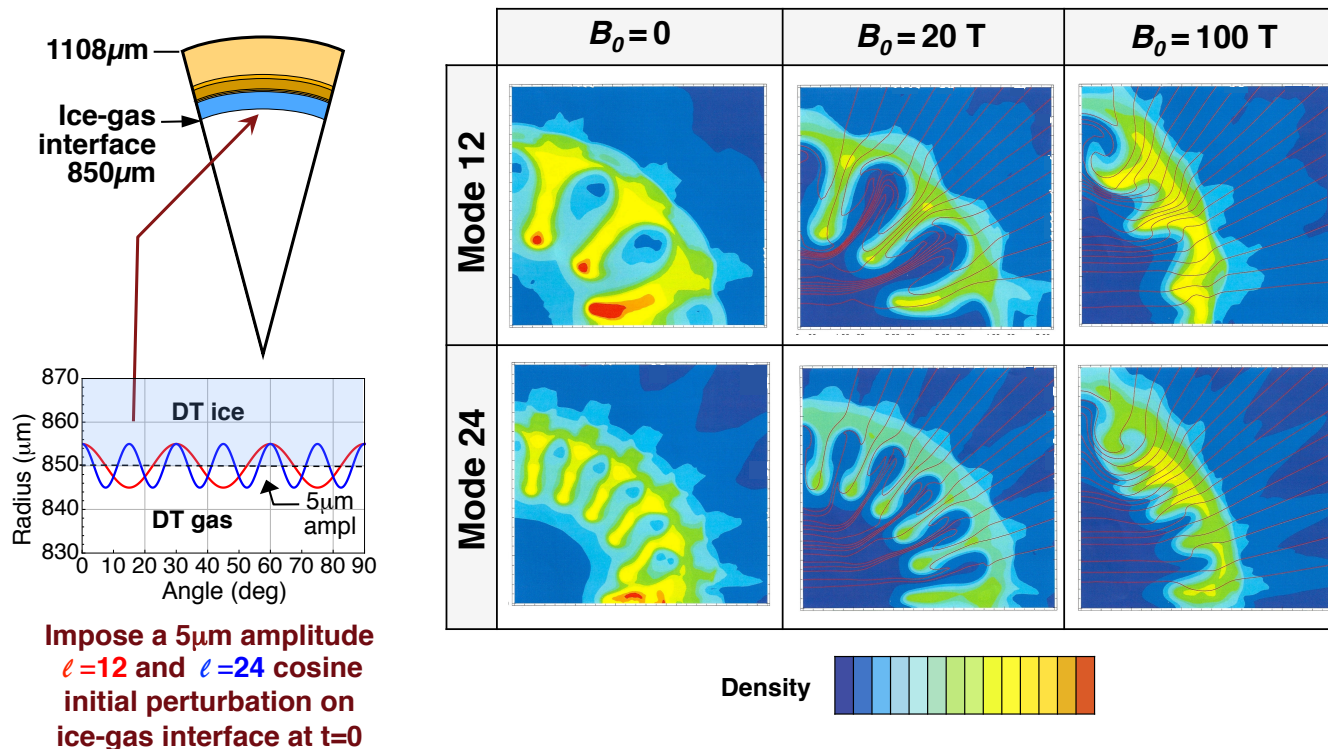 1108µm
Ice-gas
interface
850µm
870
860
850
840
830
Radius (µm)
DT ice
DT gas
5µm
ampl
0 10 20 30 40 50 60 70 80 90
Angle (deg)
Impose a 5µm amplitude
ℓ =12 and ℓ =24 cosine
initial perturbation on
ice-gas interface at t=0
B₀ = 0
B₀ = 20 T
B₀ = 100 T
Mode 12
Mode 24
Density